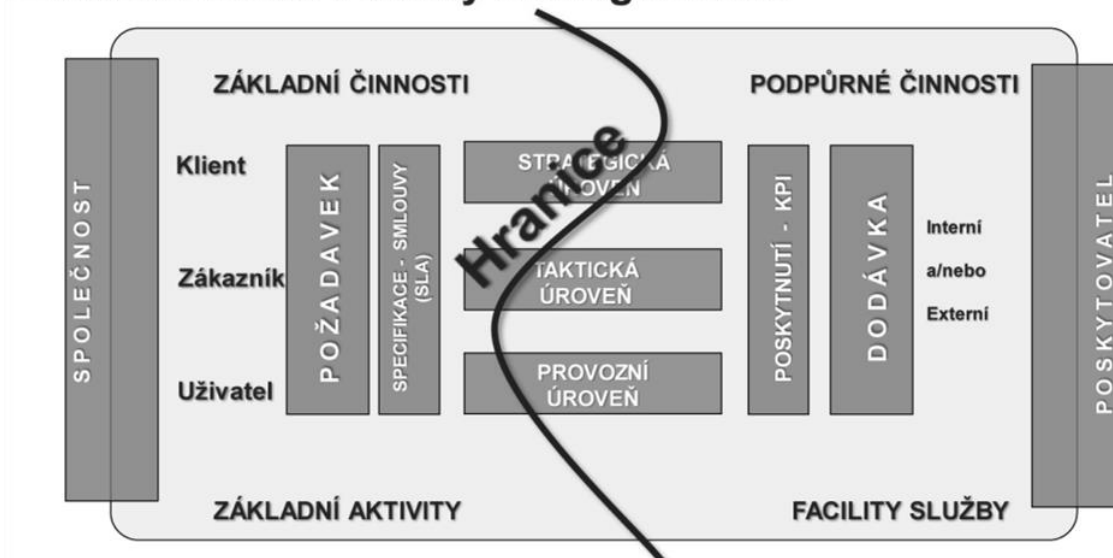 ZÁKLADNÍ ČINNOSTI
PODPŮRNÉ ČINNOSTI
SPOLEČNOST
Klient
Zákazník
Uživatel
POŽADAVEK
SPECIFIKACE - SMLOUVY
(SLA)
STRATEGICKÁ
ÚROVEŇ
Hranice
TAKTICKÁ
ÚROVEŇ
PROVOZNÍ
ÚROVEŇ
POSKYTNUTÍ - KPI
DODÁVKA
Interní
a/nebo
Externí
POSKYTOVATEL
ZÁKLADNÍ AKTIVITY
FACILITY SLUŽBY